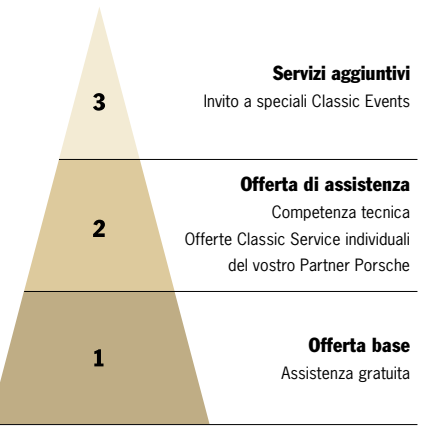 3
Servizi aggiuntivi
Invito a speciali Classic Events
2
Offerta di assistenza
Competenza tecnica
Offerte Classic Service individuali
del vostro Partner Porsche
1
Offerta base
Assistenza gratuita